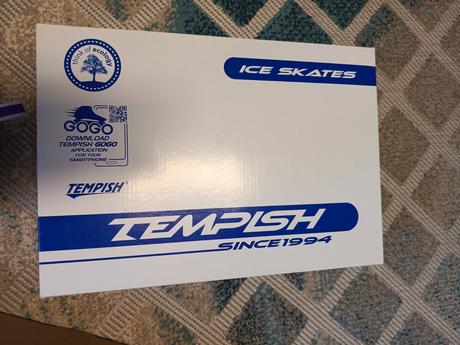 think of ecology
ICE SKATES
GOGO
DOWNLOAD
TEMPISH GOGO
APPLICATION
FOR YOUR
SMARTPHONE
TEMPISH®
TEMPISH
SINCE1994